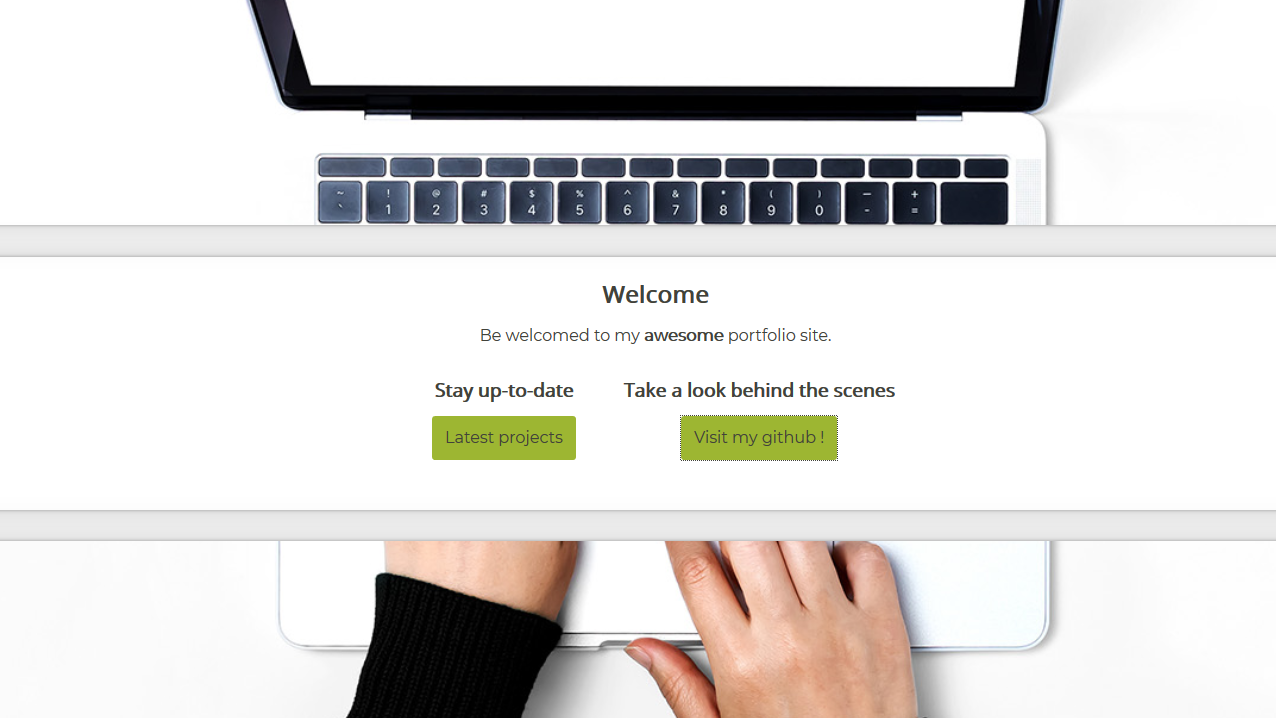 ~ ! @ # $ % ^ & * ( ) — +
` 1 2 3 4 5 6 7 8 9 0 - =
Welcome
Be welcomed to my awesome portfolio site.
Stay up-to-date Take a look behind the scenes
Latest projects Visit my github !